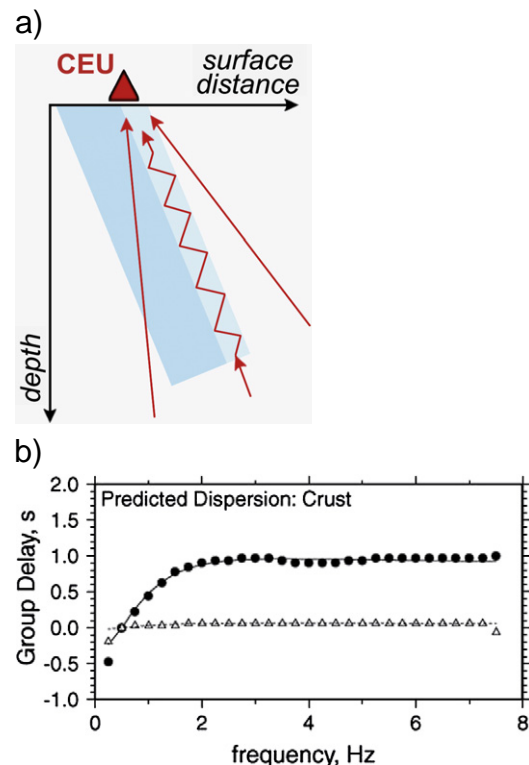 a)
CEU
surface
distance
depth
b)
Predicted Dispersion: Crust
2.0
1.5
1.0
0.5
0.0
-0.5
-1.0
Group Delay, s
0 2 4 6 8
frequency, Hz